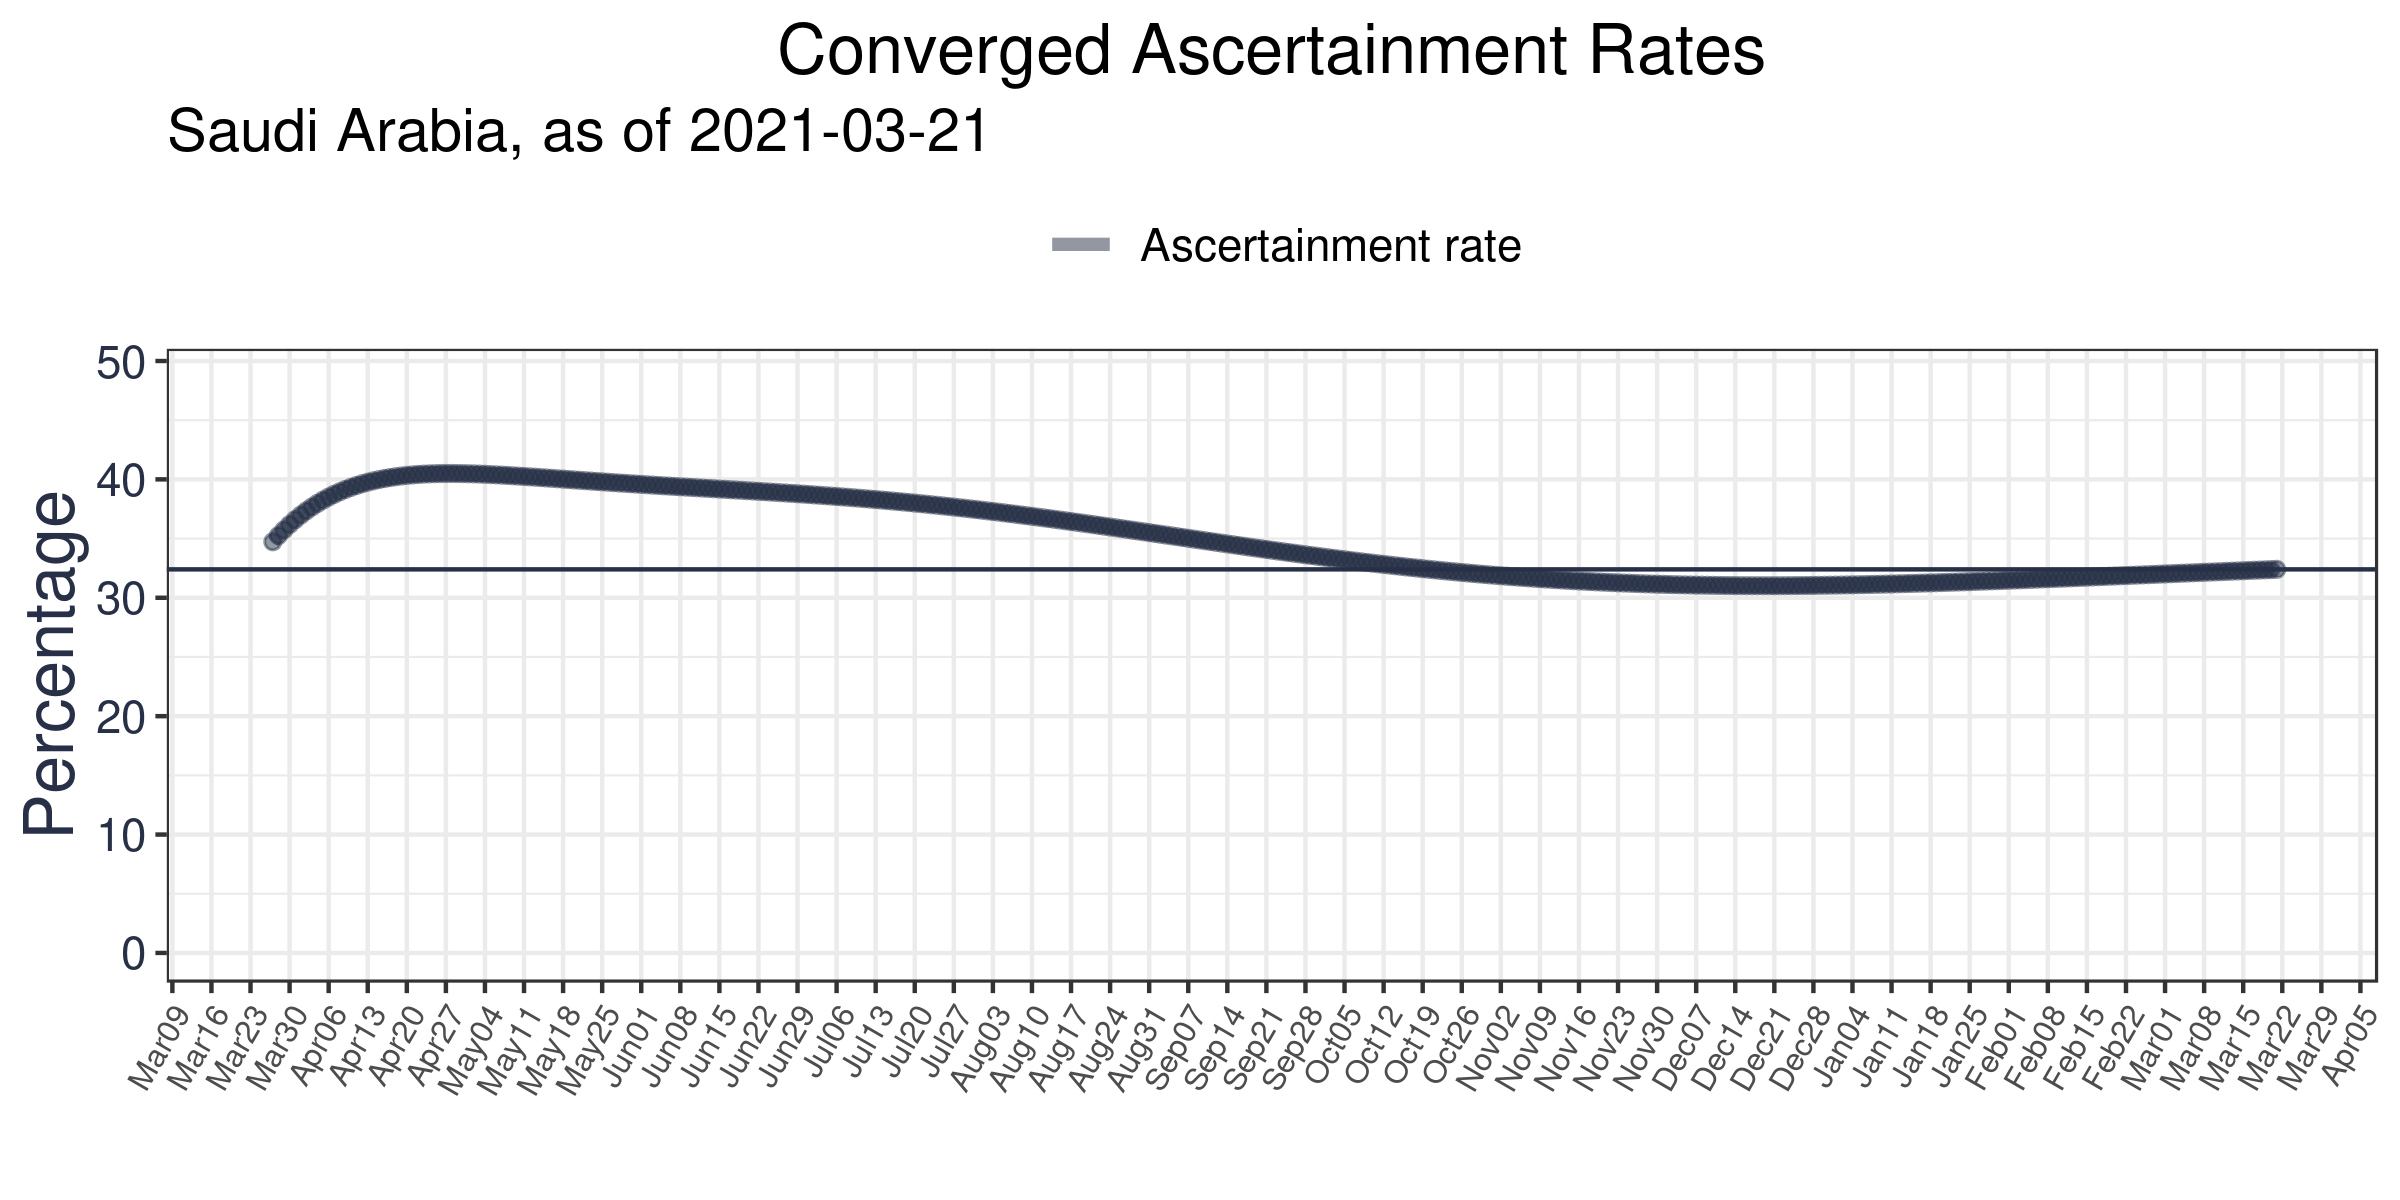 Converged Ascertainment Rates
Saudi Arabia, as of 2021-03-21
Ascertainment rate
Percentage
50
40
30
20
10
0
Mar09 Mar16 Mar23 Mar30 Apr06 Apr13 Apr20 Apr27 May04 May11 May18 May25 Jun01 Jun08 Jun15 Jun22 Jun29 Jul06 Jul13 Jul20 Jul27 Aug03 Aug10 Aug17 Aug24 Aug31 Sep07 Sep14 Sep21 Sep28 Oct05 Oct12 Oct19 Oct26 Nov02 Nov09 Nov16 Nov23 Nov30 Dec07 Dec14 Dec21 Dec28 Jan04 Jan11 Jan18 Jan25 Feb01 Feb08 Feb15 Feb22 Mar01 Mar08 Mar15 Mar22 Mar29 Apr05